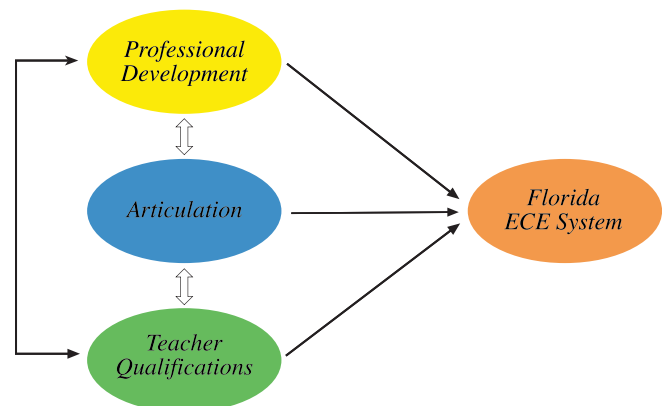 Professional
Development
Articulation
Florida
ECE System
Teacher
Qualifications